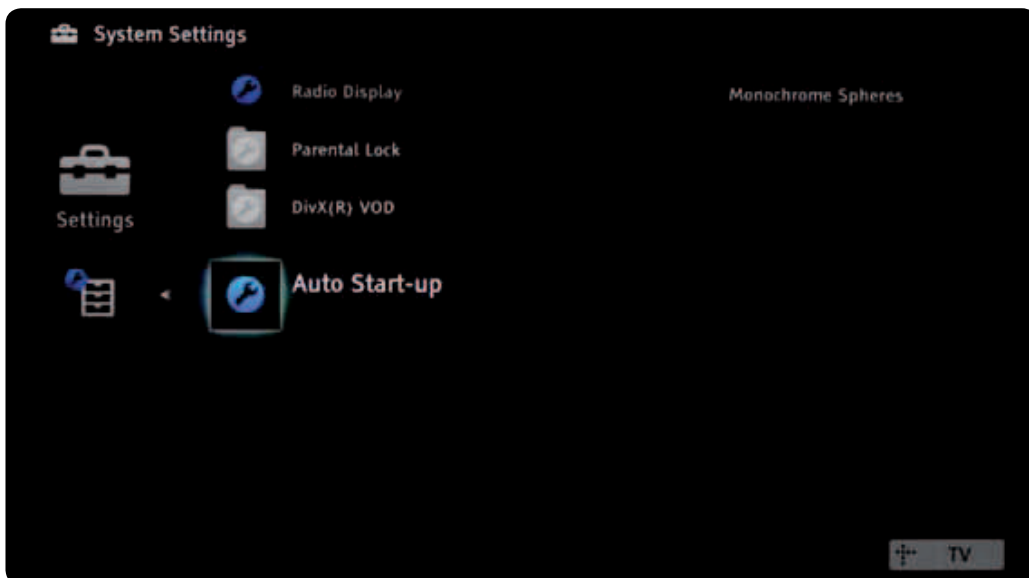 System Settings
Radio Display
Monochrome Spheres
Parental Lock
Settings
DivX(R) VOD
Auto Start-up
TV